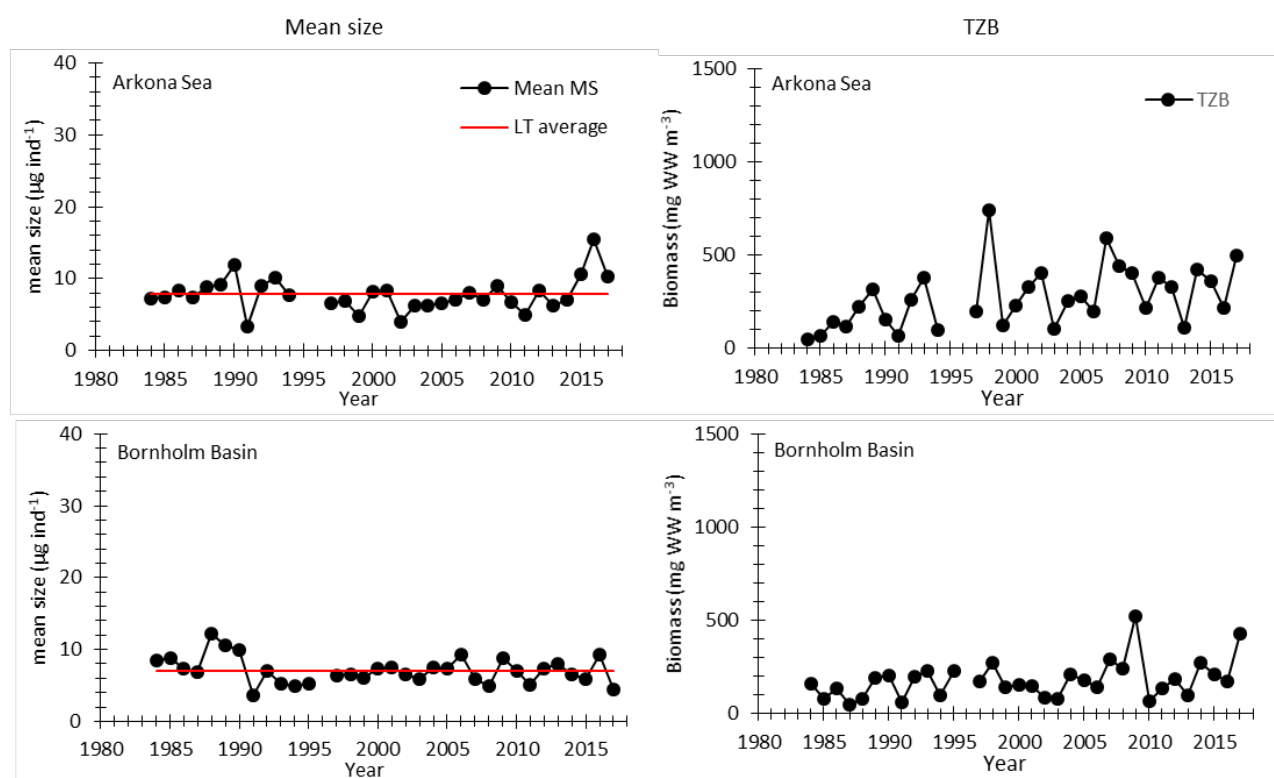 Mean size
TZB
Arkona Sea
Mean MS
LT average
mean size (µg ind⁻¹)
40
30
20
10
0
1980 1985 1990 1995 2000 2005 2010 2015
Year
Arkona Sea
TZB
Biomass (mg WW m⁻³)
1500
1000
500
0
1980 1985 1990 1995 2000 2005 2010 2015
Year
Bornholm Basin
mean size (µg ind⁻¹)
40
30
20
10
0
1980 1985 1990 1995 2000 2005 2010 2015
Year
Bornholm Basin
Biomass (mg WW m⁻³)
1500
1000
500
0
1980 1985 1990 1995 2000 2005 2010 2015
Year